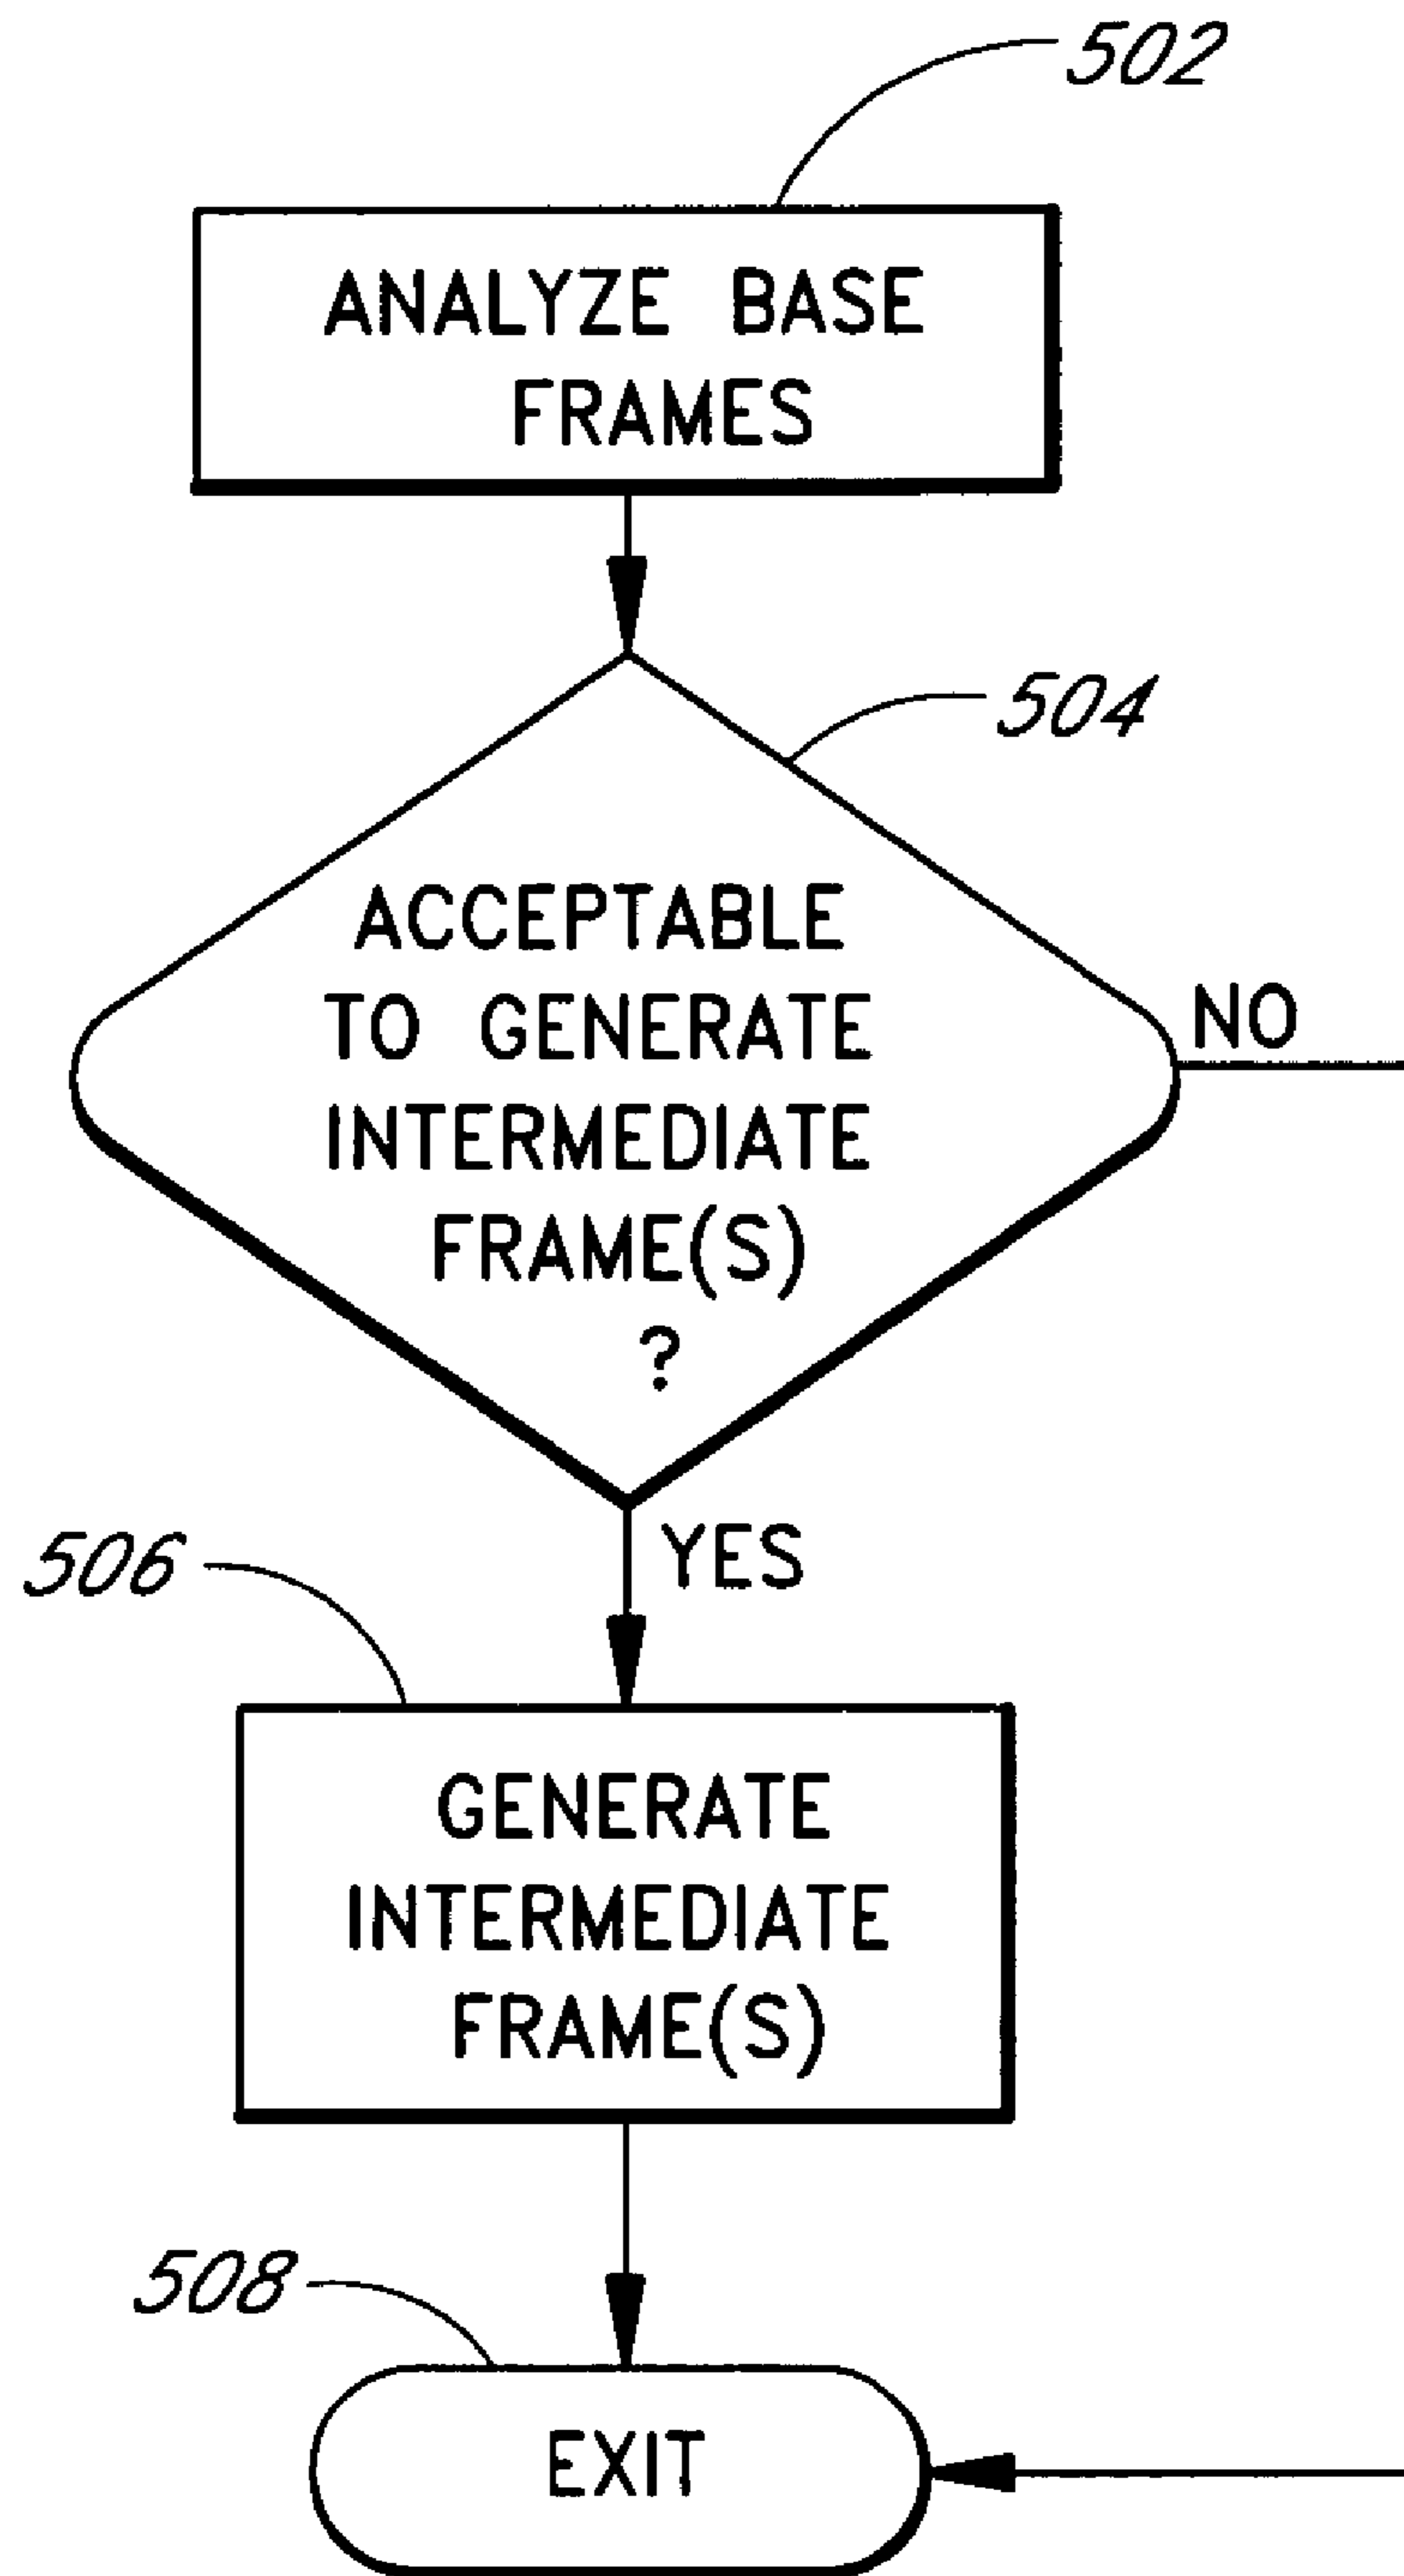 502
ANALYZE BASE
FRAMES
504
ACCEPTABLE
TO GENERATE
INTERMEDIATE
FRAME(S)
?
NO
YES
506
GENERATE
INTERMEDIATE
FRAME(S)
508
EXIT